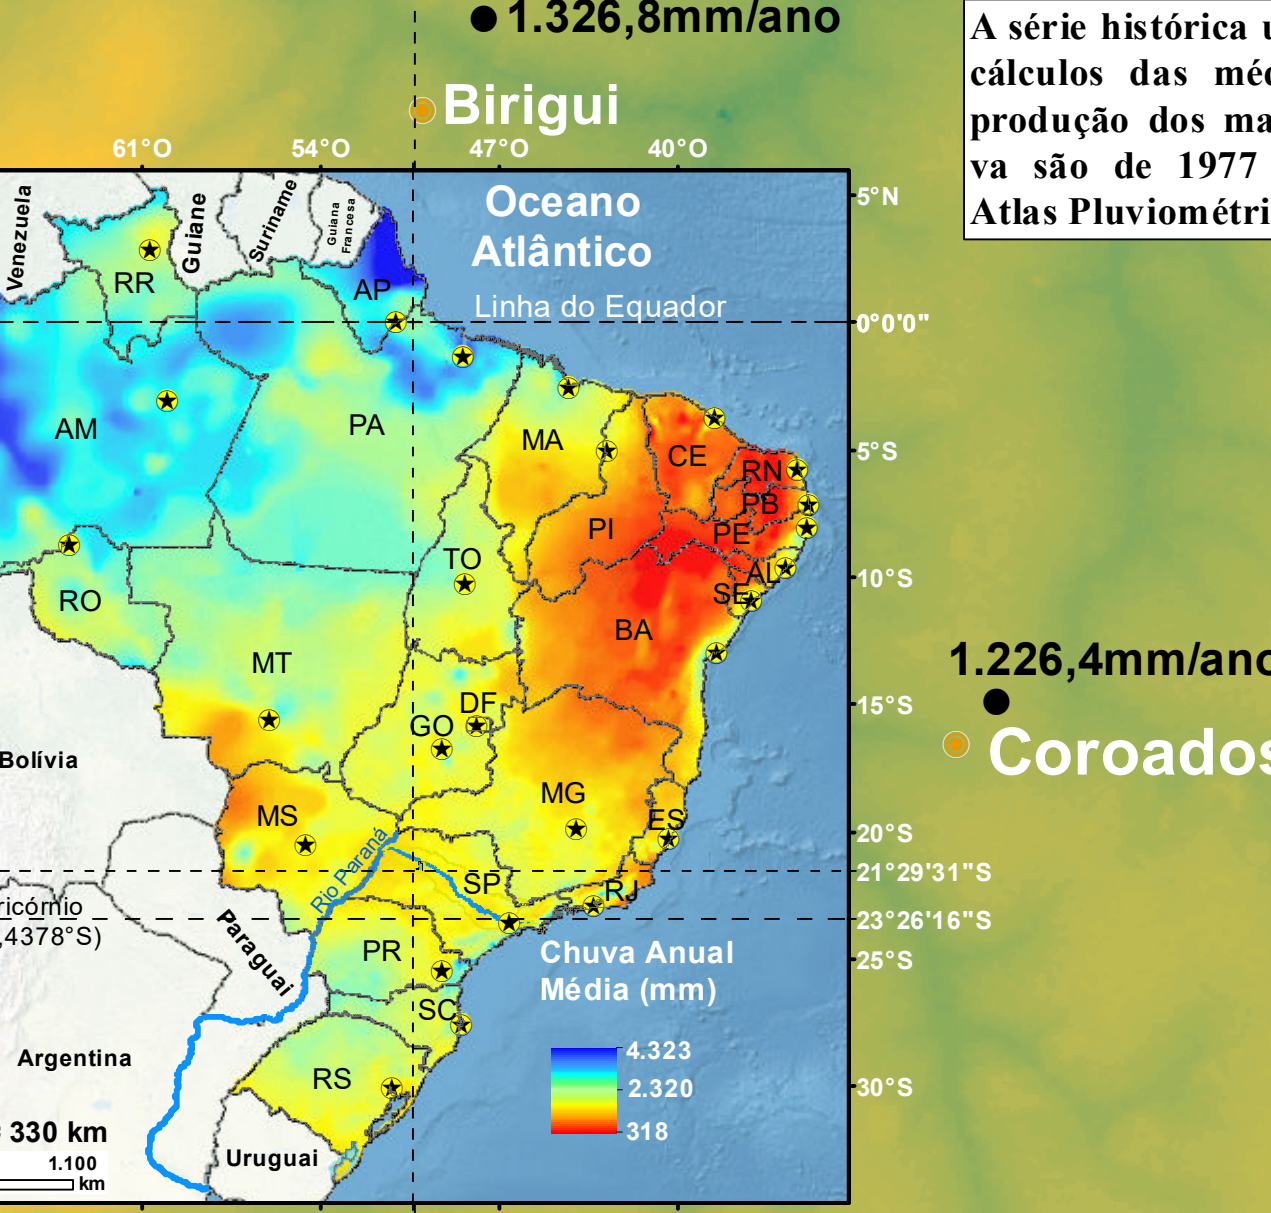 1.326,8mm/ano
A série histórica
cálculos das
produção dos
va são de 1977
Atlas
Birigui
61°O
54°O
47°O
40°O
Venezuela
Guiane
Suriname
Guiana
Francesa
Oceano
Atlântico
5°N
RR
AP
Linha do Equador
0°0'0"
AM
PA
MA
CE
5°S
RN
PB
PI
PE
TO
AL
10°S
RO
SE
BA
MT
1.226,4mm/ano
DF
15°S
GO
Coroados
Bolívia
MG
MS
ES
20°S
Rio Paraná
21°29'31"S
SP
RJ
23°26'16"S
,4378°S)
Paraguai
PR
Chuva Anual
Média (mm)
25°S
SC
Argentina
4.323
2.320
318
RS
30°S
330 km
1.100
km
Uruguai